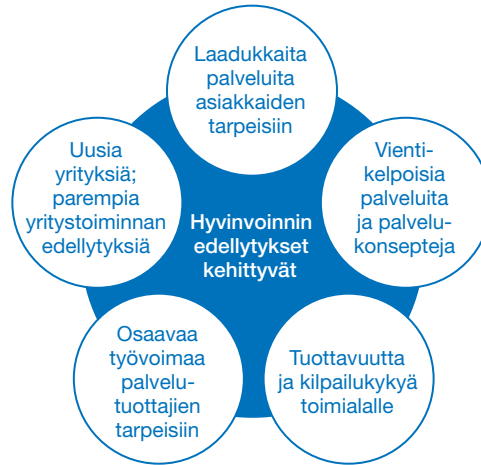 Laadukkaita
palveluita
asiakkaiden
tarpeisiin
Uusia
yrityksiä;
parempia
yritystoiminnan
edellytyksiä
Vienti-
kelpoisia
palveluita
ja palvelu-
konsepteja
Hyvinvoinnin
edellytykset
kehittyvät
Osaavaa
työvoimaa
palvelu-
tuottajien
tarpeisiin
Tuottavuutta
ja kilpailukykyä
toimialalle